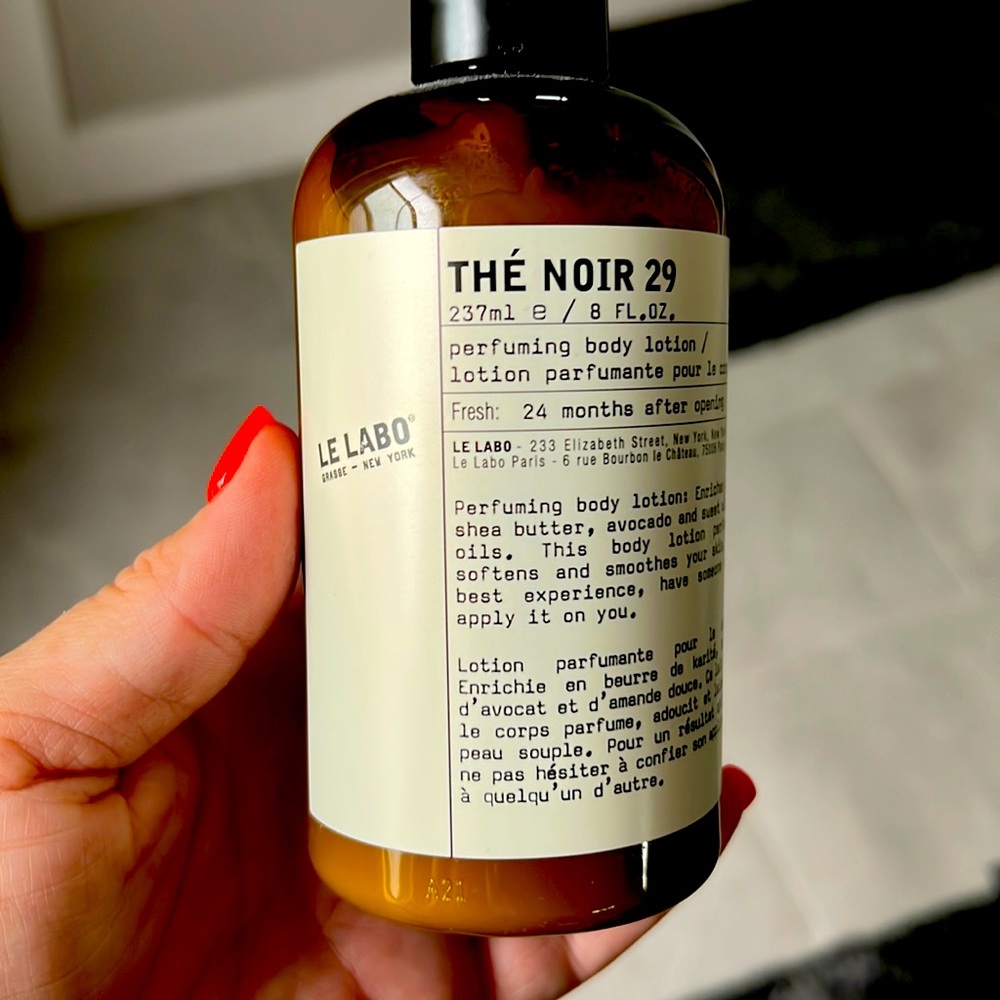 THÉ NOIR 29
237ml ℮ / 8 FL.OZ.
perfuming body lotion /
lotion parfumante pour le
Fresh: 24 months after opening
LE LABO - 233 Elizabeth Street, New York, New
Le Labo Paris - 6 rue Bourbon le Château, 75006
LE LABO®
GRASSE — NEW YORK
Perfuming body lotion:
shea butter, avocado and sweet
oils. This body lotion
softens and smoothes your
best experience, have
apply it on you.
Lotion parfumante pour le
Enrichie en beurre de karité,
d'avocat et d'amande douce.
le corps parfume, adoucit et
peau souple. Pour un résultat
ne pas hésiter à confier son
à quelqu'un d'autre.
A21